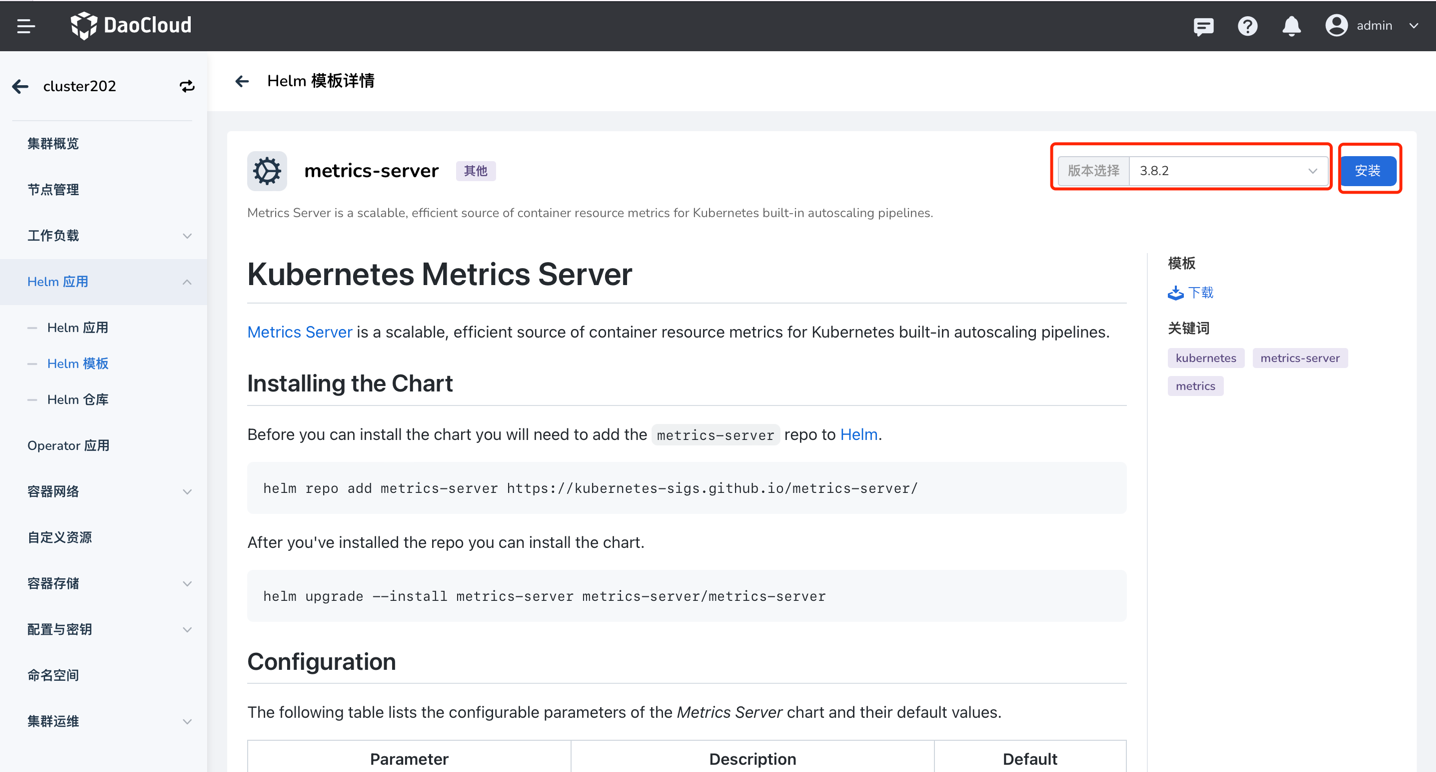 DaoCloud
admin
cluster202
集群概览
节点管理
工作负载
Helm 应用
Helm 应用
Helm 模板
Helm 仓库
Operator 应用
容器网络
自定义资源
容器存储
配置与密钥
命名空间
集群运维
Helm 模板详情
metrics-server 其他
版本选择 3.8.2 安装
Metrics Server is a scalable, efficient source of container resource metrics for Kubernetes built-in autoscaling pipelines.
Kubernetes Metrics Server
Metrics Server is a scalable, efficient source of container resource metrics for Kubernetes built-in autoscaling pipelines.
Installing the Chart
Before you can install the chart you will need to add the metrics-server repo to Helm.
helm repo add metrics-server https://kubernetes-sigs.github.io/metrics-server/
After you've installed the repo you can install the chart.
helm upgrade --install metrics-server metrics-server/metrics-server
Configuration
The following table lists the configurable parameters of the Metrics Server chart and their default values.
Parameter Description Default
模板
下载
关键词
kubernetes metrics-server
metrics